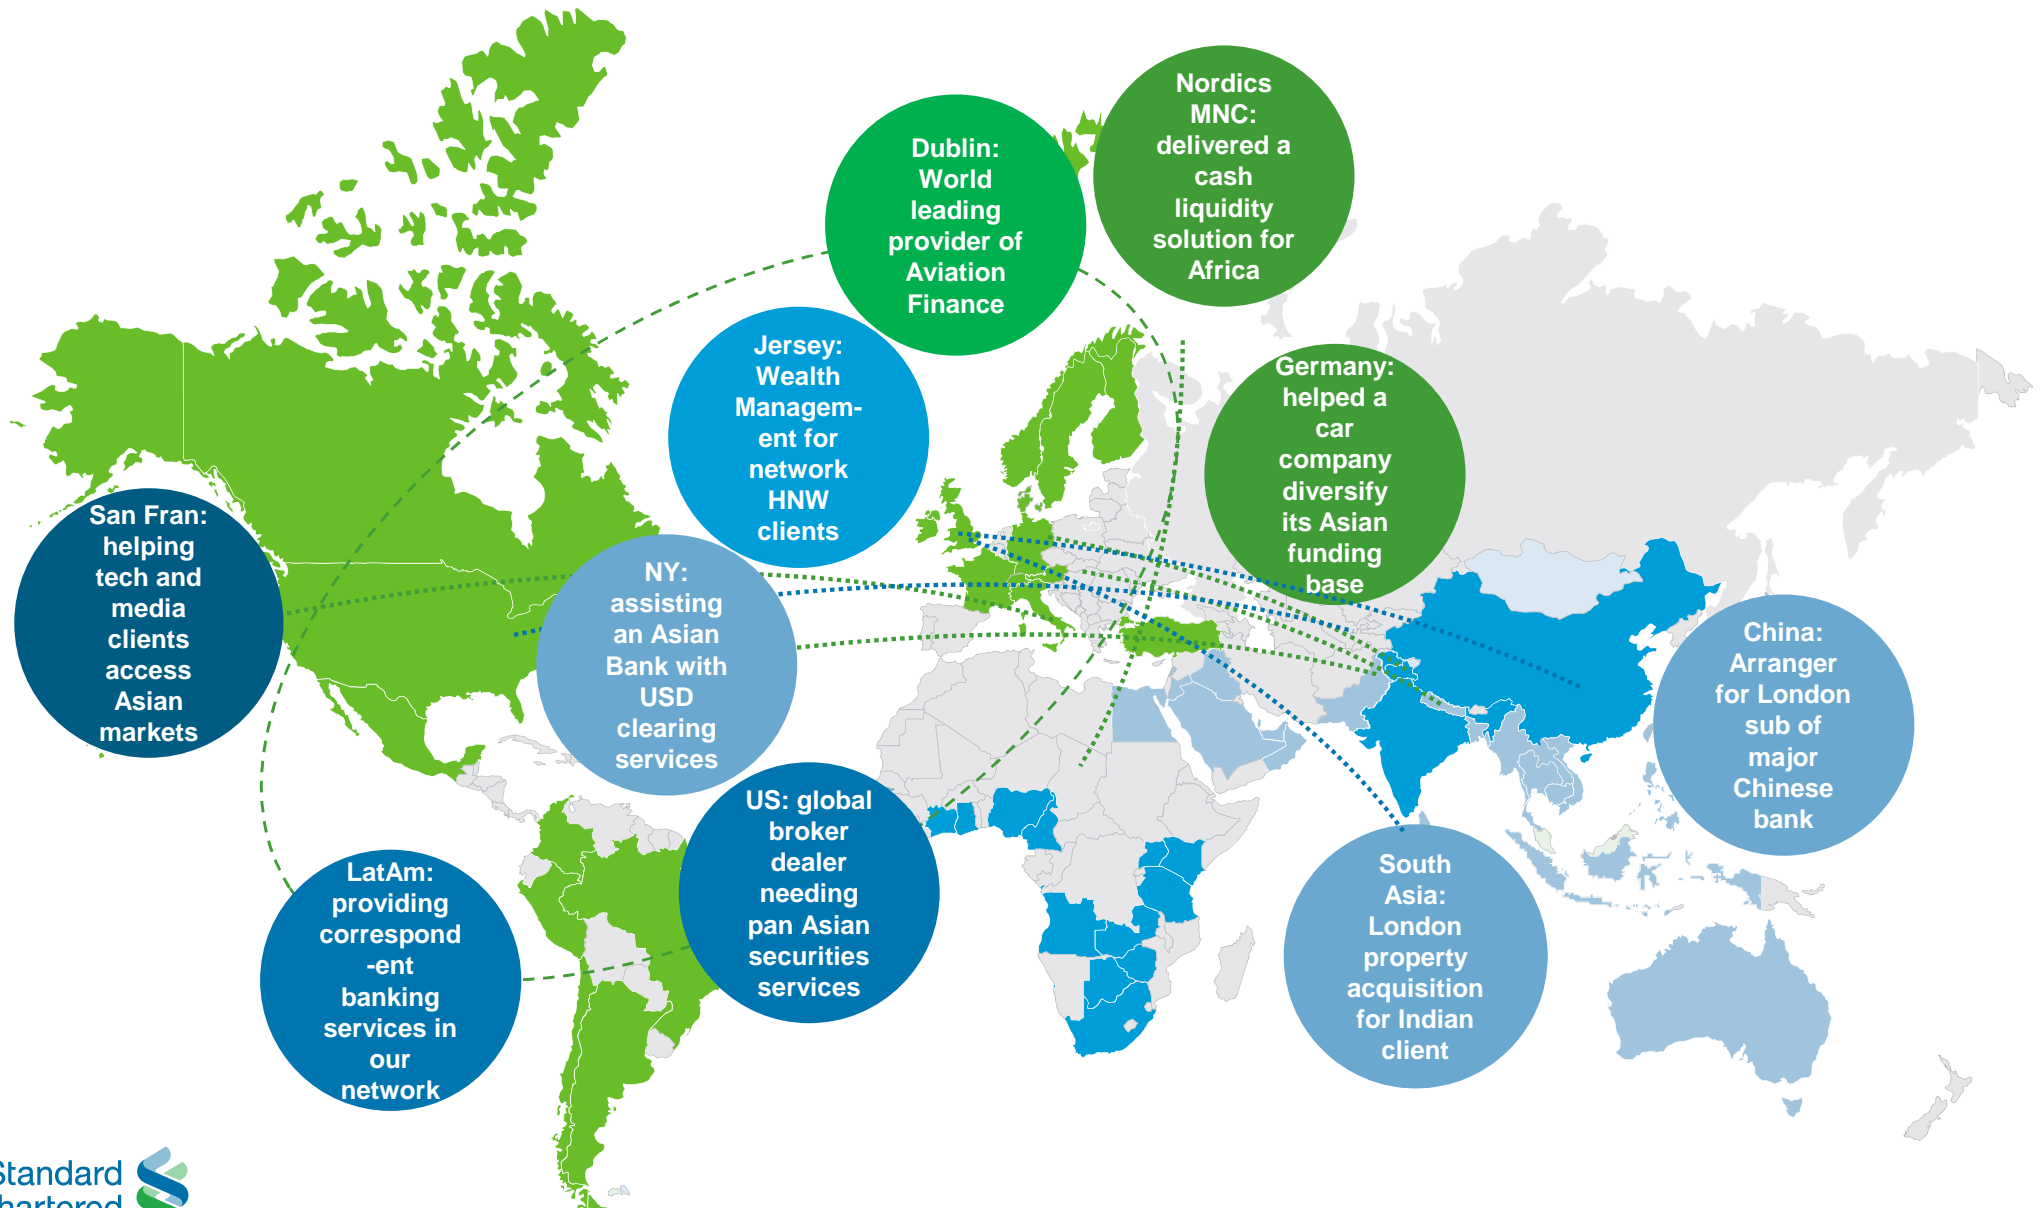 Nordics
MNC:
delivered a
cash
liquidity
solution for
Africa
Dublin:
World
leading
provider of
Aviation
Finance
Jersey:
Wealth
Managem-
ent for
network
HNW
clients
Germany:
helped a
car
company
diversify
its Asian
funding
base
San Fran:
helping
tech and
media
clients
access
Asian
markets
NY:
assisting
an Asian
Bank with
USD
clearing
services
China:
Arranger
for London
sub of
major
Chinese
bank
US: global
broker
dealer
needing
pan Asian
securities
services
LatAm:
providing
correspond
-ent
banking
services in
our
network
South
Asia:
London
property
acquisition
for Indian
client
Standard
Chartered